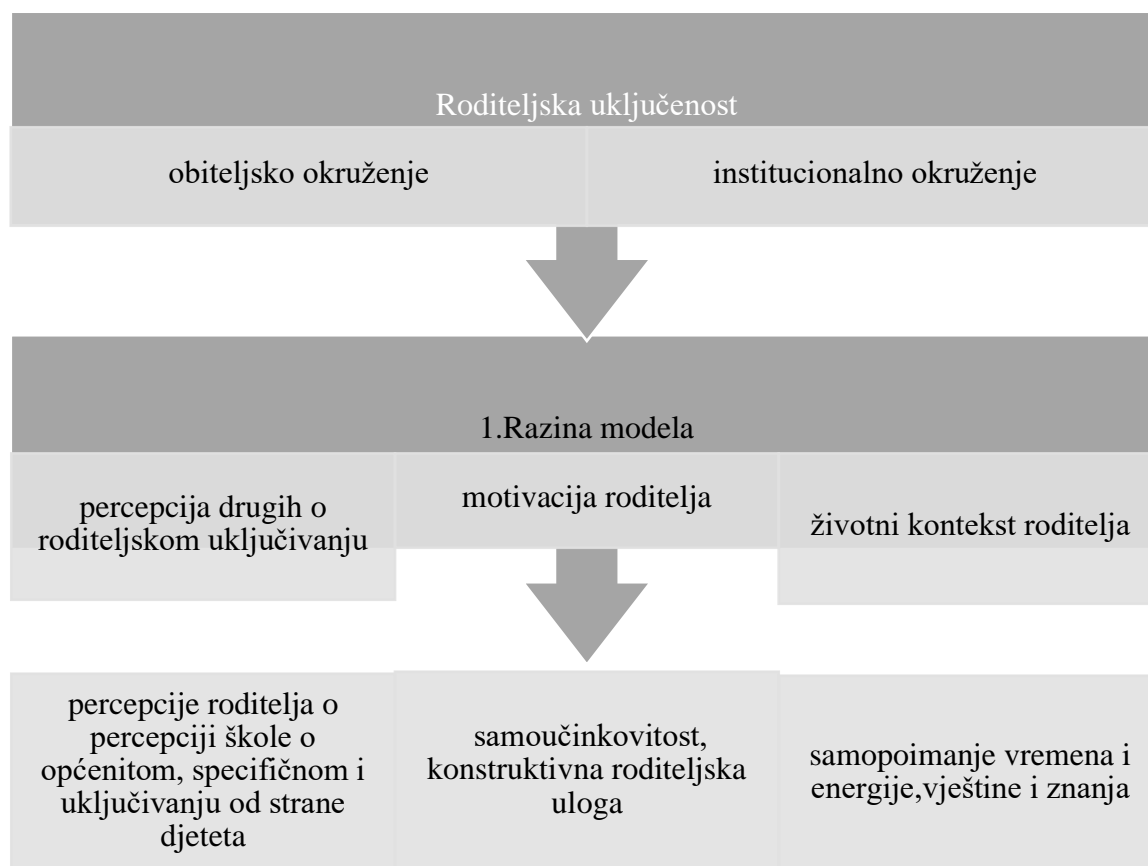 Roditeljska uključenost
obiteljsko okruženje
institucionalno okruženje
1.Razina modela
percepcija drugih o
roditeljskom uključivanju
motivacija roditelja
životni kontekst roditelja
percepcije roditelja o
percepciji škole o
općenitom, specifičnom i
uključivanju od strane
djeteta
samoučinkovitost,
konstruktivna roditeljska
uloga
samopoimanje vremena i
energije,vještine i znanja